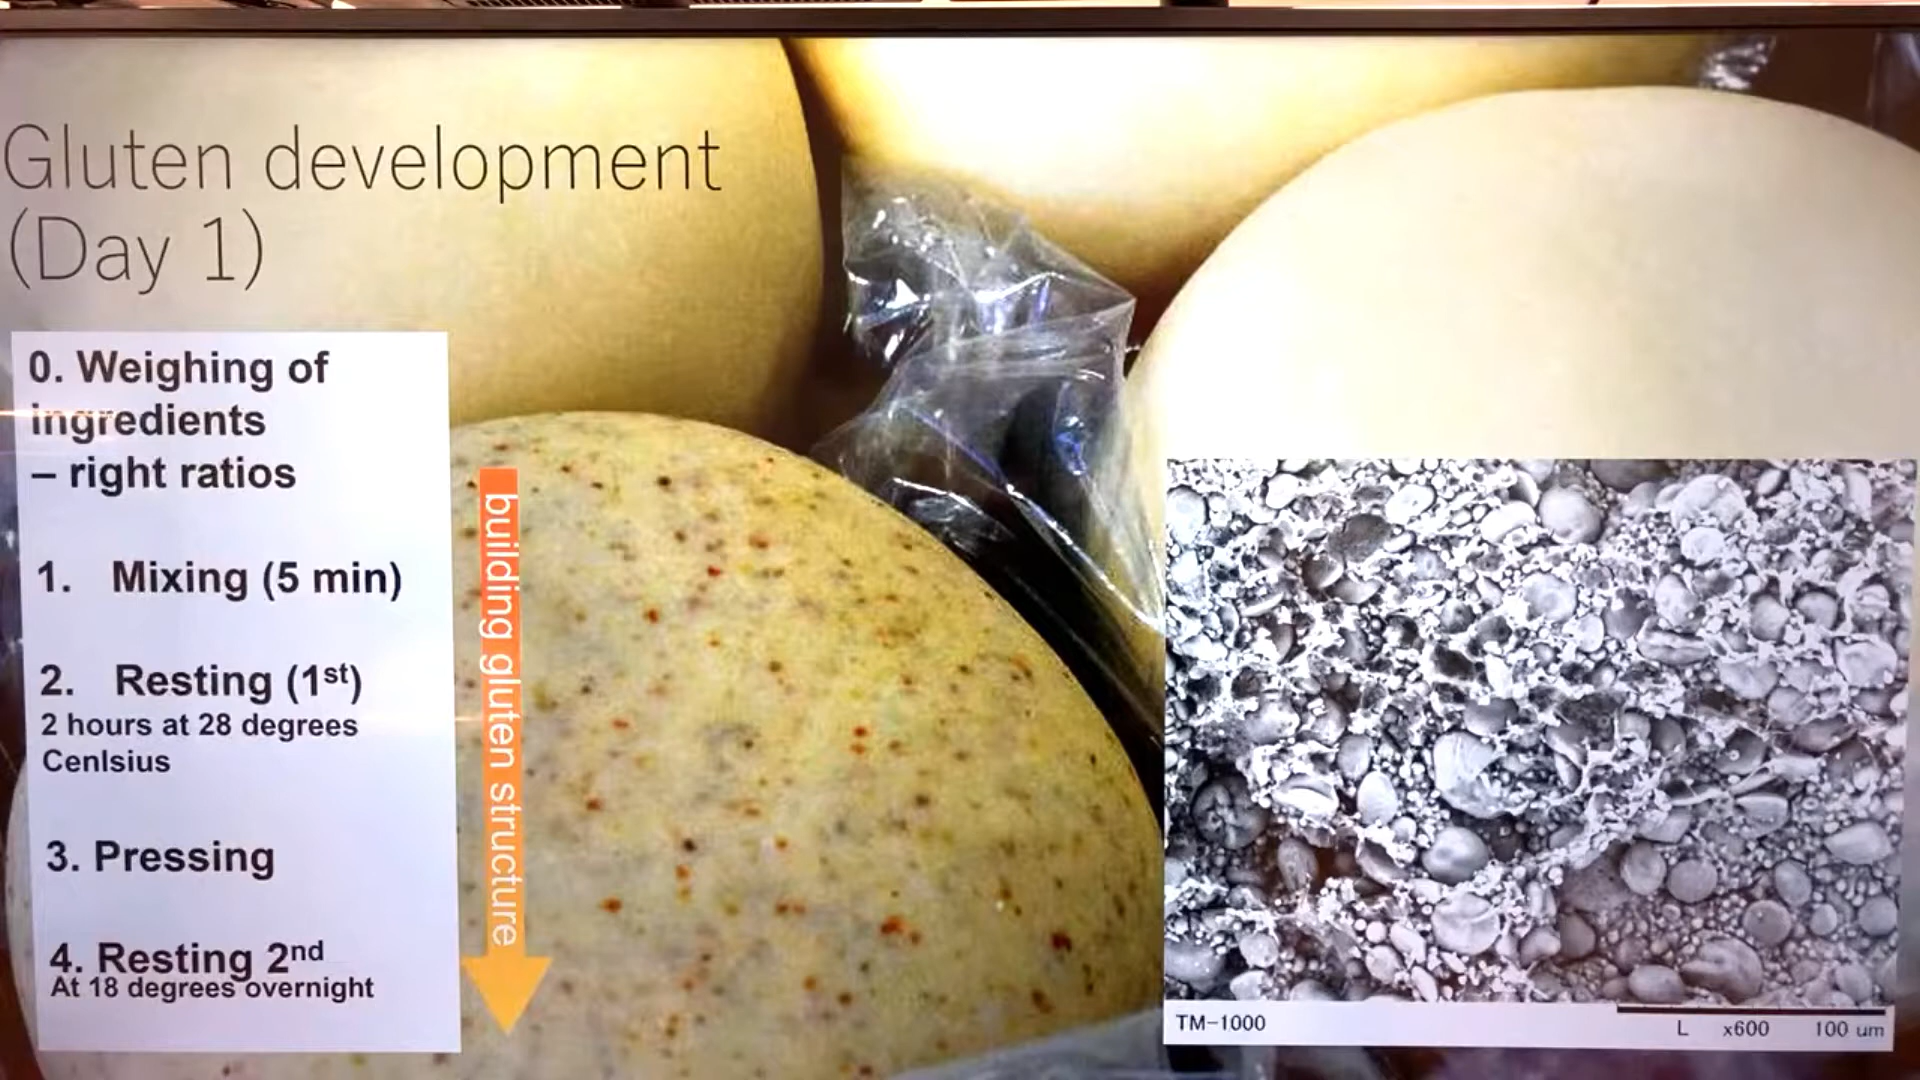 Gluten development
(Day 1)
0. Weighing of
ingredients
– right ratios
1. Mixing (5 min)
2. Resting (1st)
2 hours at 28 degrees
Cenlsius
3. Pressing
4. Resting 2nd
At 18 degrees overnight
building gluten structure
TM-1000
L x600 100 um